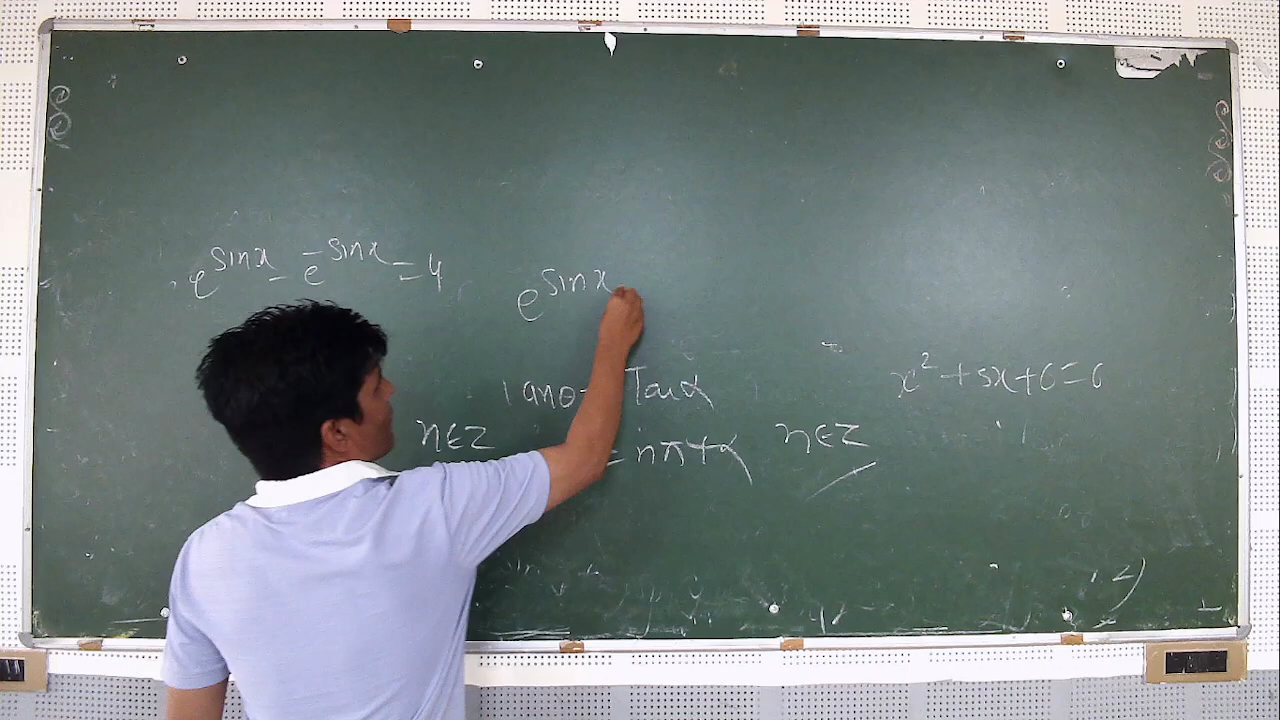 e^sinx - e^-sinx = 4
e^sinx
Tanθ = Tanα
x² + 5x + 6 = 0
n∈Z
= nπ + α n∈Z